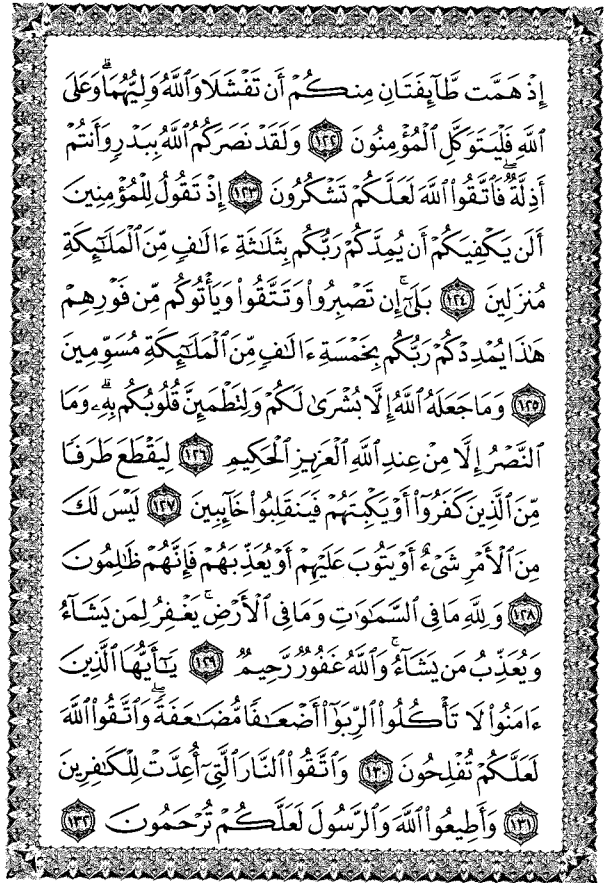 إِذْ هَمَّت طَّآئِفَتَانِ مِنكُمْ أَن تَفْشَلَا وَٱللَّهُ وَلِيُّهُمَا ۗ وَعَلَى
ٱللَّهِ فَلْيَتَوَكَّلِ ٱلْمُؤْمِنُونَ ١٢٢ وَلَقَدْ نَصَرَكُمُ ٱللَّهُ بِبَدْرٍ وَأَنتُمْ
أَذِلَّةٌ ۖ فَٱتَّقُوا۟ ٱللَّهَ لَعَلَّكُمْ تَشْكُرُونَ ١٢٣ إِذْ تَقُولُ لِلْمُؤْمِنِينَ
أَلَن يَكْفِيَكُمْ أَن يُمِدَّكُمْ رَبُّكُم بِثَلَٰثَةِ ءَالَٰفٍ مِّنَ ٱلْمَلَٰٓئِكَةِ
مُنزَلِينَ ١٢٤ بَلَىٰٓ ۚ إِن تَصْبِرُوا۟ وَتَتَّقُوا۟ وَيَأْتُوكُم مِّن فَوْرِهِمْ
هَٰذَا يُمْدِدْكُمْ رَبُّكُم بِخَمْسَةِ ءَالَٰفٍ مِّنَ ٱلْمَلَٰٓئِكَةِ مُسَوِّمِينَ
١٢٥ وَمَا جَعَلَهُ ٱللَّهُ إِلَّا بُشْرَىٰ لَكُمْ وَلِتَطْمَئِنَّ قُلُوبُكُم بِهِۦ ۗ وَمَا
ٱلنَّصْرُ إِلَّا مِنْ عِندِ ٱللَّهِ ٱلْعَزِيزِ ٱلْحَكِيمِ ١٢٦ لِيَقْطَعَ طَرَفًا
مِّنَ ٱلَّذِينَ كَفَرُوٓا۟ أَوْ يَكْبِتَهُمْ فَيَنقَلِبُوا۟ خَآئِبِينَ ١٢٧ لَيْسَ لَكَ
مِنَ ٱلْأَمْرِ شَىْءٌ أَوْ يَتُوبَ عَلَيْهِمْ أَوْ يُعَذِّبَهُمْ فَإِنَّهُمْ ظَٰلِمُونَ
١٢٨ وَلِلَّهِ مَا فِى ٱلسَّمَٰوَٰتِ وَمَا فِى ٱلْأَرْضِ ۚ يَغْفِرُ لِمَن يَشَآءُ
وَيُعَذِّبُ مَن يَشَآءُ ۚ وَٱللَّهُ غَفُورٌ رَّحِيمٌ ١٢٩ يَٰٓأَيُّهَا ٱلَّذِينَ
ءَامَنُوا۟ لَا تَأْكُلُوا۟ ٱلرِّبَوٰٓا۟ أَضْعَٰفًا مُّضَٰعَفَةً ۖ وَٱتَّقُوا۟ ٱللَّهَ
لَعَلَّكُمْ تُفْلِحُونَ ١٣٠ وَٱتَّقُوا۟ ٱلنَّارَ ٱلَّتِىٓ أُعِدَّتْ لِلْكَٰفِرِينَ
١٣١ وَأَطِيعُوا۟ ٱللَّهَ وَٱلرَّسُولَ لَعَلَّكُمْ تُرْحَمُونَ ١٣٢